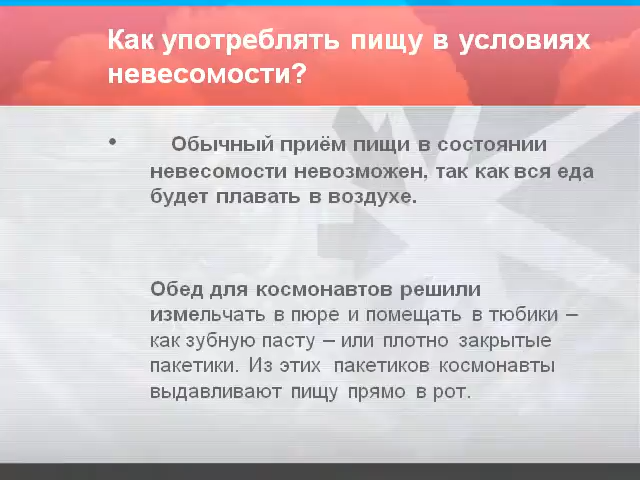 Как употреблять пищу в условиях
невесомости?
• Обычный приём пищи в состоянии
невесомости невозможен, так как вся еда
будет плавать в воздухе.
Обед для космонавтов решили
измельчать в пюре и помещать в тюбики –
как зубную пасту – или плотно закрытые
пакетики. Из этих пакетиков космонавты
выдавливают пищу прямо в рот.